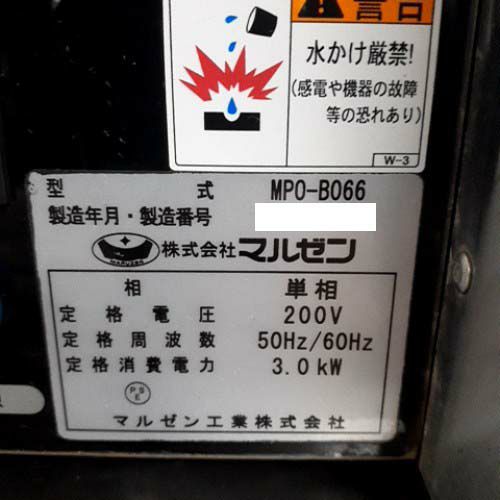 警告
水かけ厳禁!
(感電や機器の故障
等の恐れあり)
W-3
型 式 MPO-B066
製造年月・製造番号
MARUZEN 株式会社マルゼン
相 単相
定格電圧 200V
定格周波数 50Hz/60Hz
定格消費電力 3.0kW
PS
E
マルゼン工業株式会社